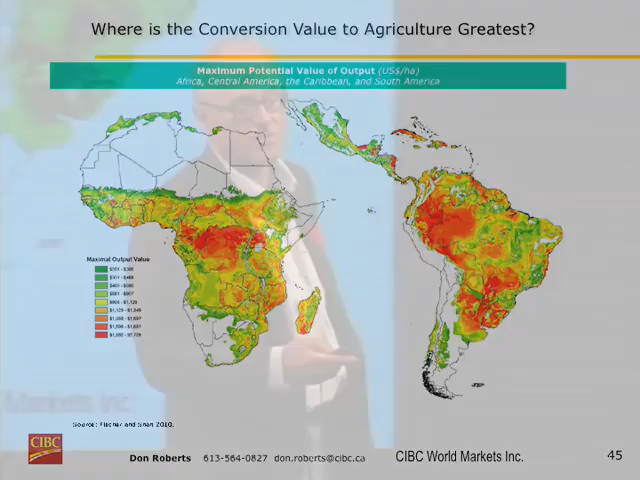 Where is the Conversion Value to Agriculture Greatest?
Maximum Potential Value of Output (US$/ha)
Africa, Central America, the Caribbean, and South America
Maximal Output Value
Source: Fischer and Shah 2010.
CIBC
Don Roberts 613-564-0827 don.roberts@cibc.ca
CIBC World Markets Inc.
45
Markets Inc.